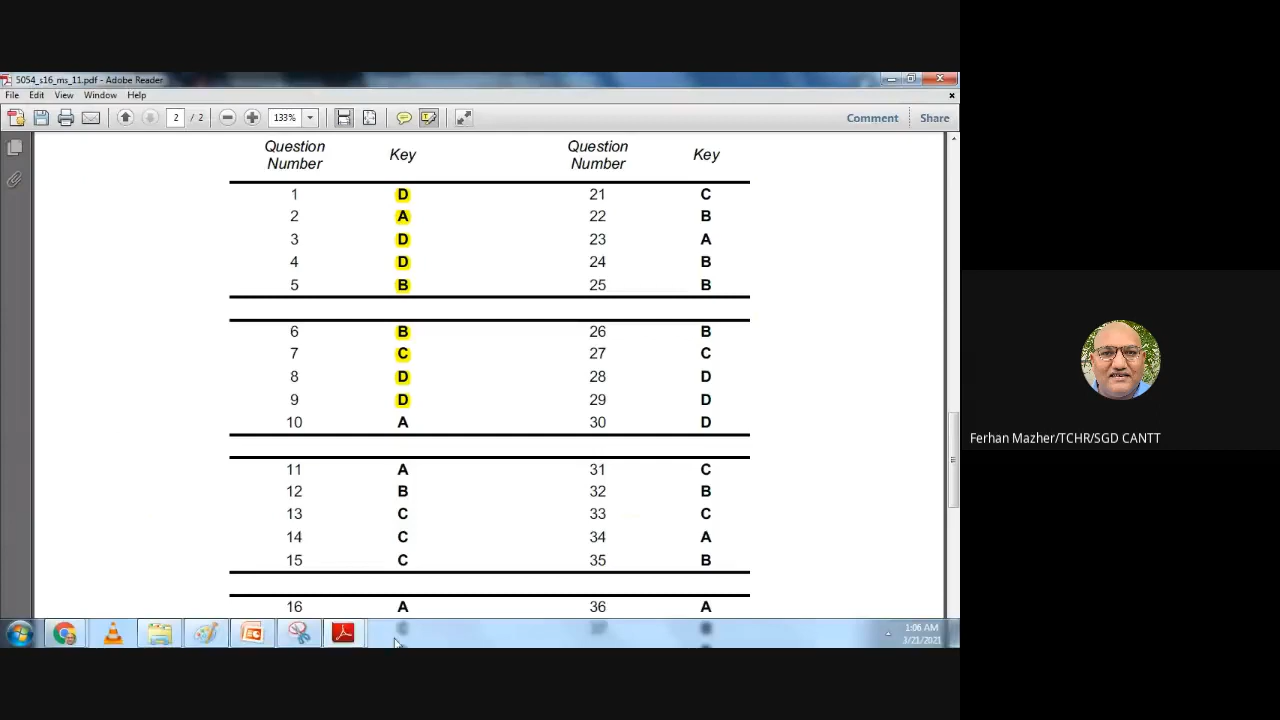 5054_s16_ms_11.pdf - Adobe Reader
File Edit View Window Help
2 / 2 133% Comment Share
Question Number Key Question Number Key
1 D 21 C
2 A 22 B
3 D 23 A
4 D 24 B
5 B 25 B
6 B 26 B
7 C 27 C
8 D 28 D
9 D 29 D
10 A 30 D
11 A 31 C
12 B 32 B
13 C 33 C
14 C 34 A
15 C 35 B
16 A 36 A
1:06 AM
3/21/2021
Ferhan Mazher/TCHR/SGD CANTT